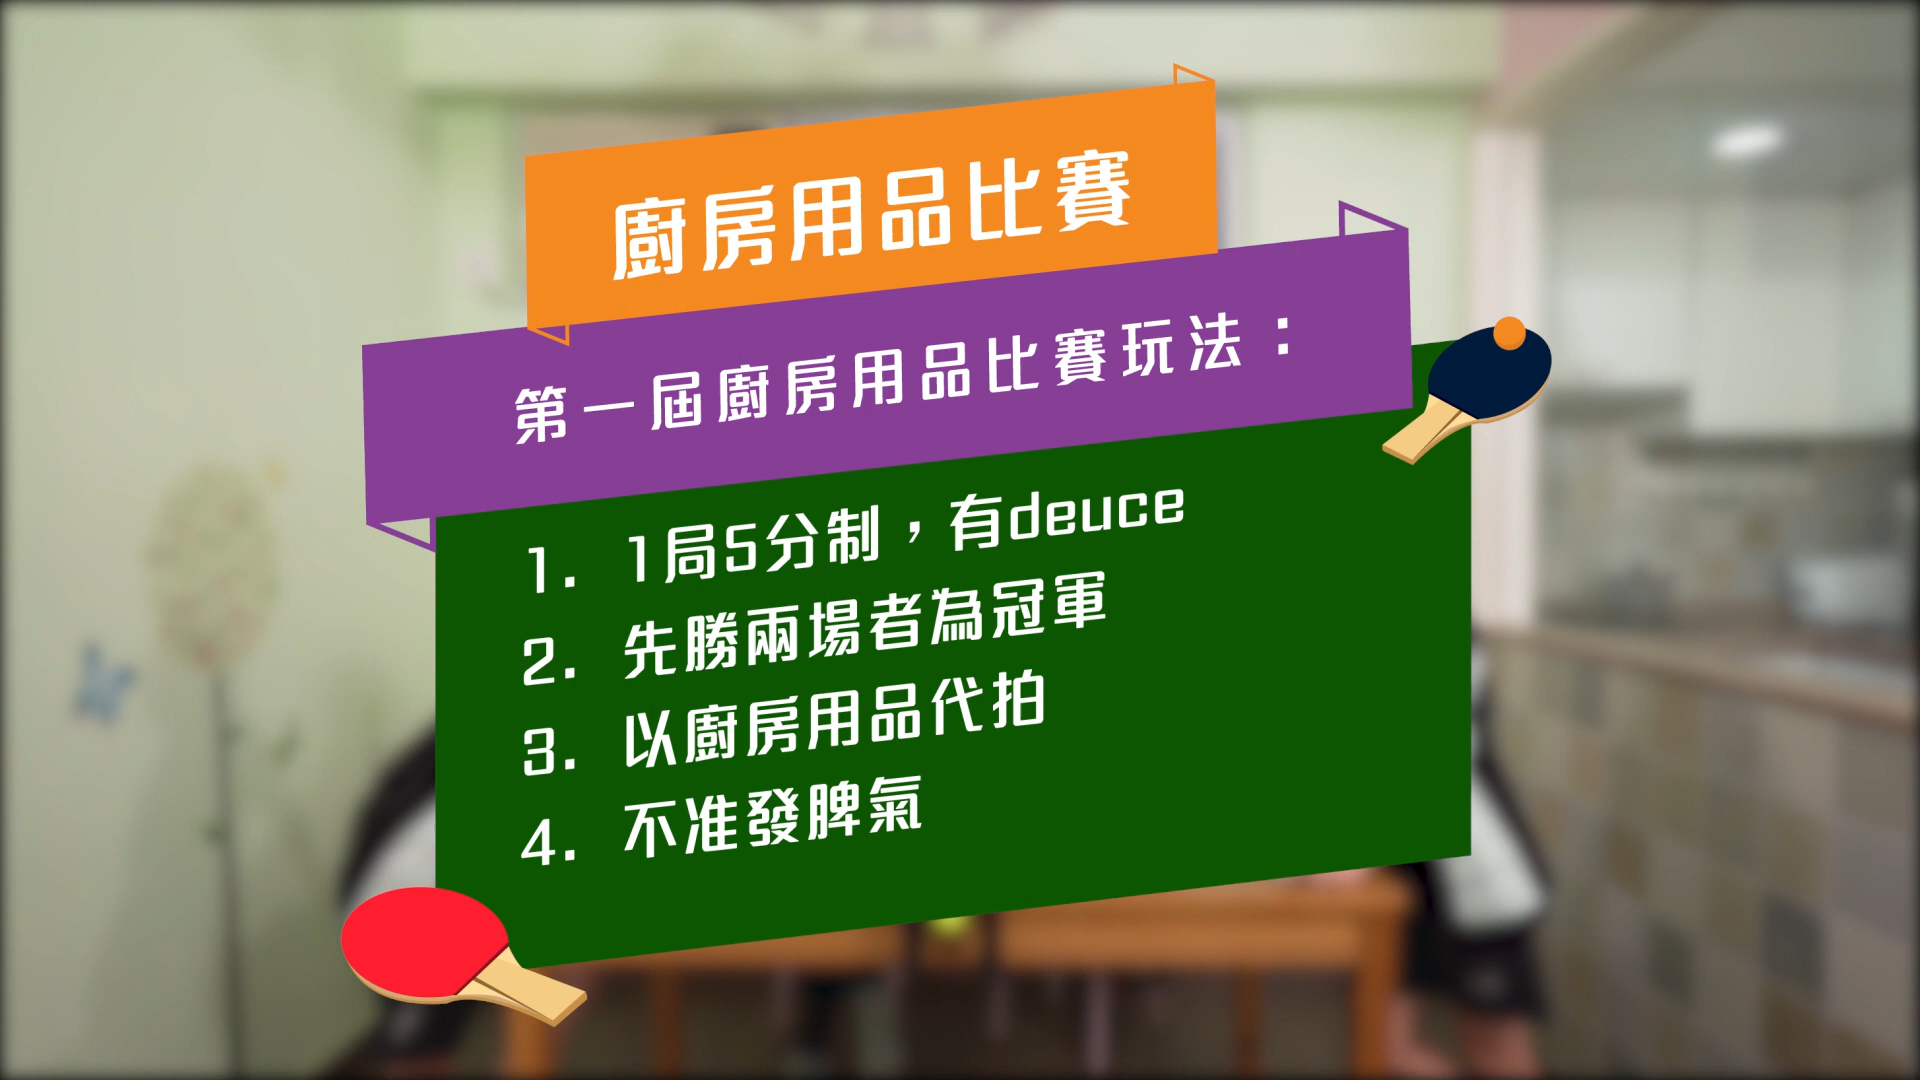 廚房用品比賽
第一屆廚房用品比賽玩法：
1. 1局5分制，有deuce
2. 先勝兩場者為冠軍
3. 以廚房用品代拍
4. 不准發脾氣